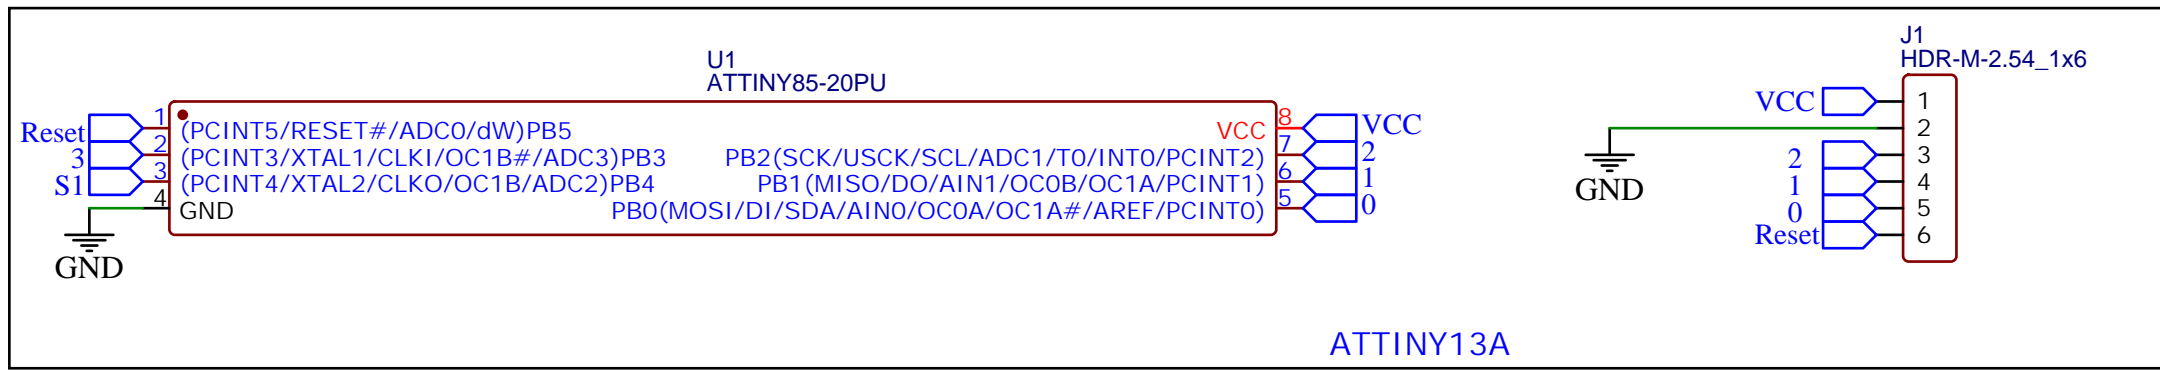 U1
ATTINY85-20PU
Reset
1
(PCINT5/RESET#/ADC0/dW)PB5
3
2
(PCINT3/XTAL1/CLKI/OC1B#/ADC3)PB3
S1
3
(PCINT4/XTAL2/CLKO/OC1B/ADC2)PB4
4
GND
GND
VCC
8
VCC
PB2(SCK/USCK/SCL/ADC1/T0/INT0/PCINT2)
7
2
PB1(MISO/DO/AIN1/OC0B/OC1A/PCINT1)
6
1
PB0(MOSI/DI/SDA/AIN0/OC0A/OC1A#/AREF/PCINT0)
5
0
J1
HDR-M-2.54_1x6
VCC
1
2
GND
2
3
1
4
0
5
Reset
6
ATTINY13A